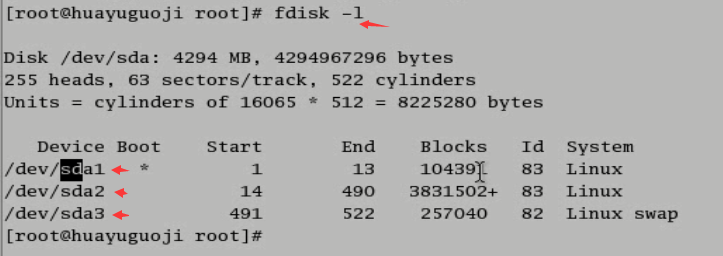 [root@huayuguoji root]# fdisk -l
Disk /dev/sda: 4294 MB, 4294967296 bytes
255 heads, 63 sectors/track, 522 cylinders
Units = cylinders of 16065 * 512 = 8225280 bytes
Device Boot Start End Blocks Id System
/dev/sda1 * 1 13 104391 83 Linux
/dev/sda2 14 490 3831502+ 83 Linux
/dev/sda3 491 522 257040 82 Linux swap
[root@huayuguoji root]#